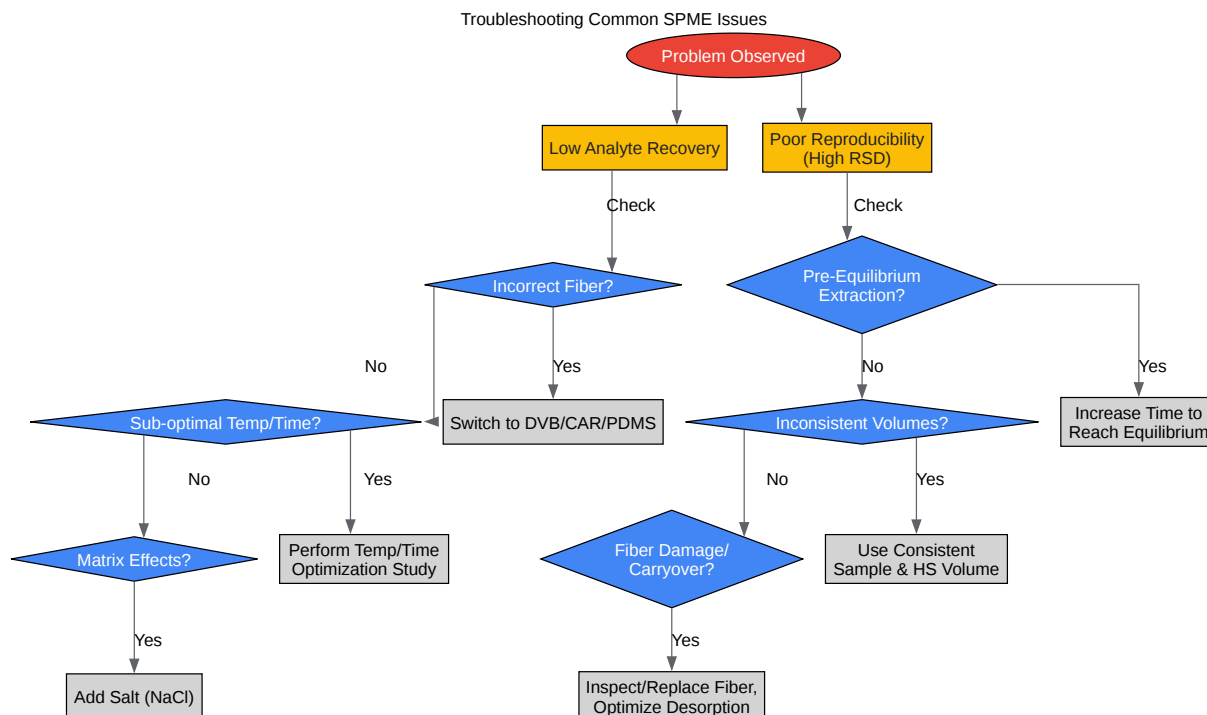 Troubleshooting Common SPME Issues
Problem Observed
Low Analyte Recovery
Poor Reproducibility
(High RSD)
Check
Check
Incorrect Fiber?
Pre-Equilibrium
Extraction?
No
Yes
No
Yes
Sub-optimal Temp/Time?
Switch to DVB/CAR/PDMS
Inconsistent Volumes?
Increase Time to
Reach Equilibrium
No
Yes
No
Yes
Matrix Effects?
Perform Temp/Time
Optimization Study
Fiber Damage/
Carryover?
Use Consistent
Sample & HS Volume
Yes
Yes
Add Salt (NaCl)
Inspect/Replace Fiber,
Optimize Desorption